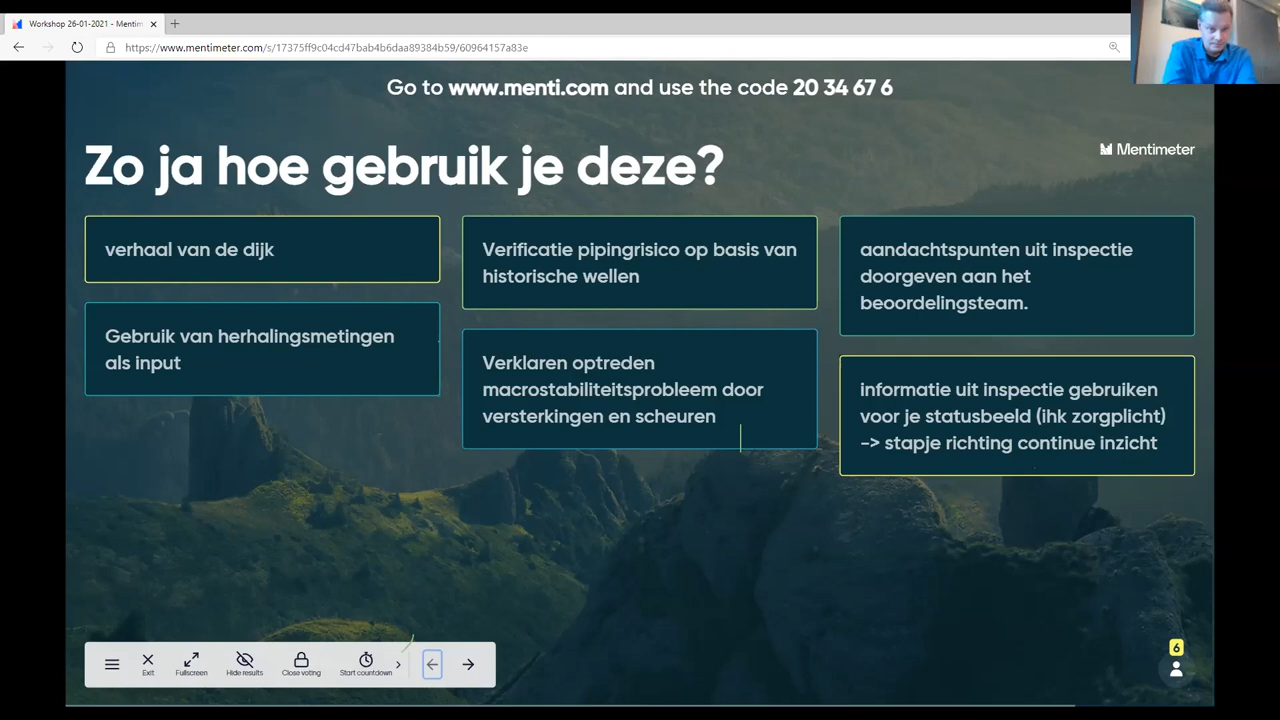 Workshop 26-01-2021 - Mentim
https://www.mentimeter.com/s/17375ff9c04cd47bab4b6daa89384b59/60964157a83e
Go to www.menti.com and use the code 20 34 67 6
Zo ja hoe gebruik je deze?
Mentimeter
verhaal van de dijk
Gebruik van herhalingsmetingen
als input
Verificatie pipingrisico op basis van
historische wellen
Verklaren optreden
macrostabiliteitsprobleem door
versterkingen en scheuren
aandachtspunten uit inspectie
doorgeven aan het
beoordelingsteam.
informatie uit inspectie gebruiken
voor je statusbeeld (ihk zorgplicht)
-> stapje richting continue inzicht
Exit
Fullscreen
Hide results
Close voting
Start countdown
6